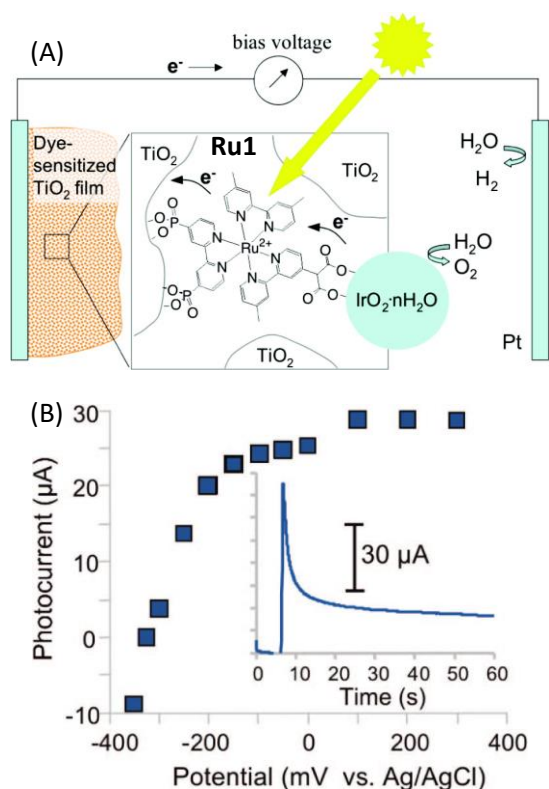 (A)
bias voltage
e⁻
Dye-
sensitized
TiO₂ film
TiO₂
Ru1
TiO₂
e⁻
e⁻
N
N
N
N
N
N
Ru²⁺
⁻O
P
O⁻
O
⁻O
P
O⁻
O
O
O
O
O
IrO₂·nH₂O
TiO₂
H₂O
H₂
H₂O
O₂
Pt
(B)
Photocurrent (µA)
30
20
10
0
-10
-400
-200
0
200
400
Potential (mV vs. Ag/AgCl)
30 µA
0
10
20
30
40
50
60
Time (s)